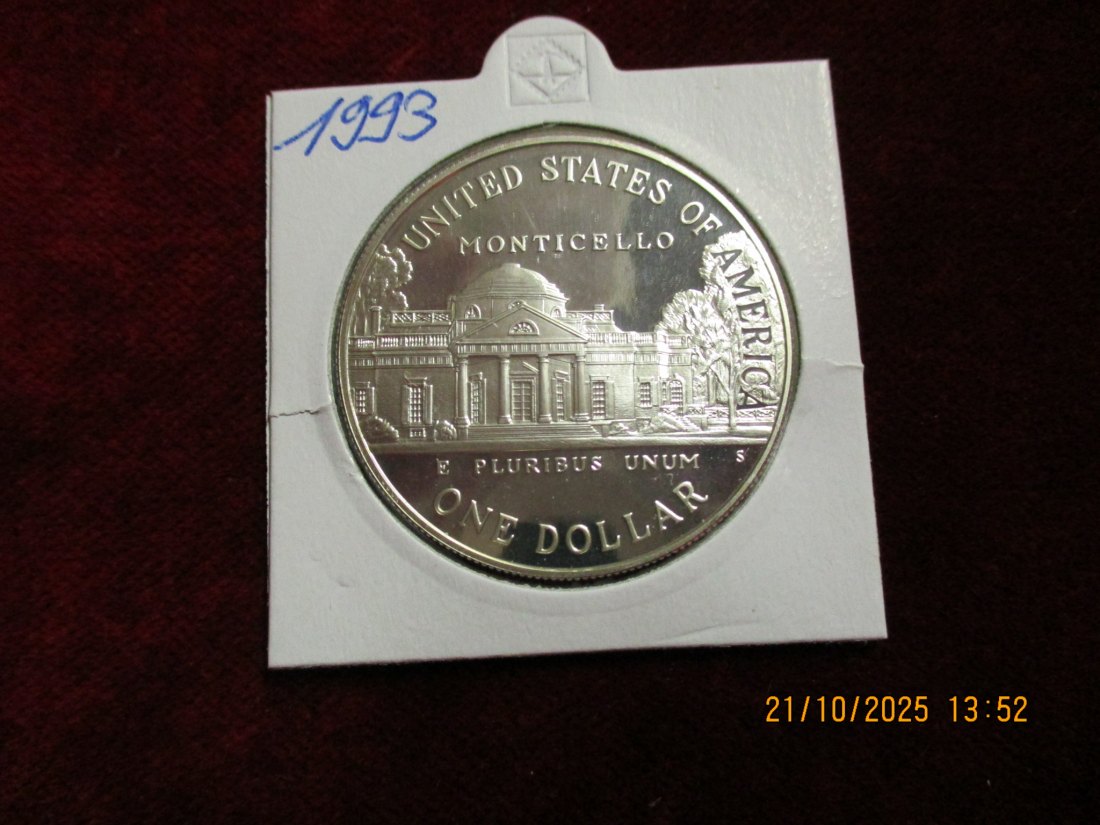 1993
UNITED STATES OF AMERICA
MONTICELLO
E PLURIBUS UNUM S
ONE DOLLAR
21/10/2025 13:52